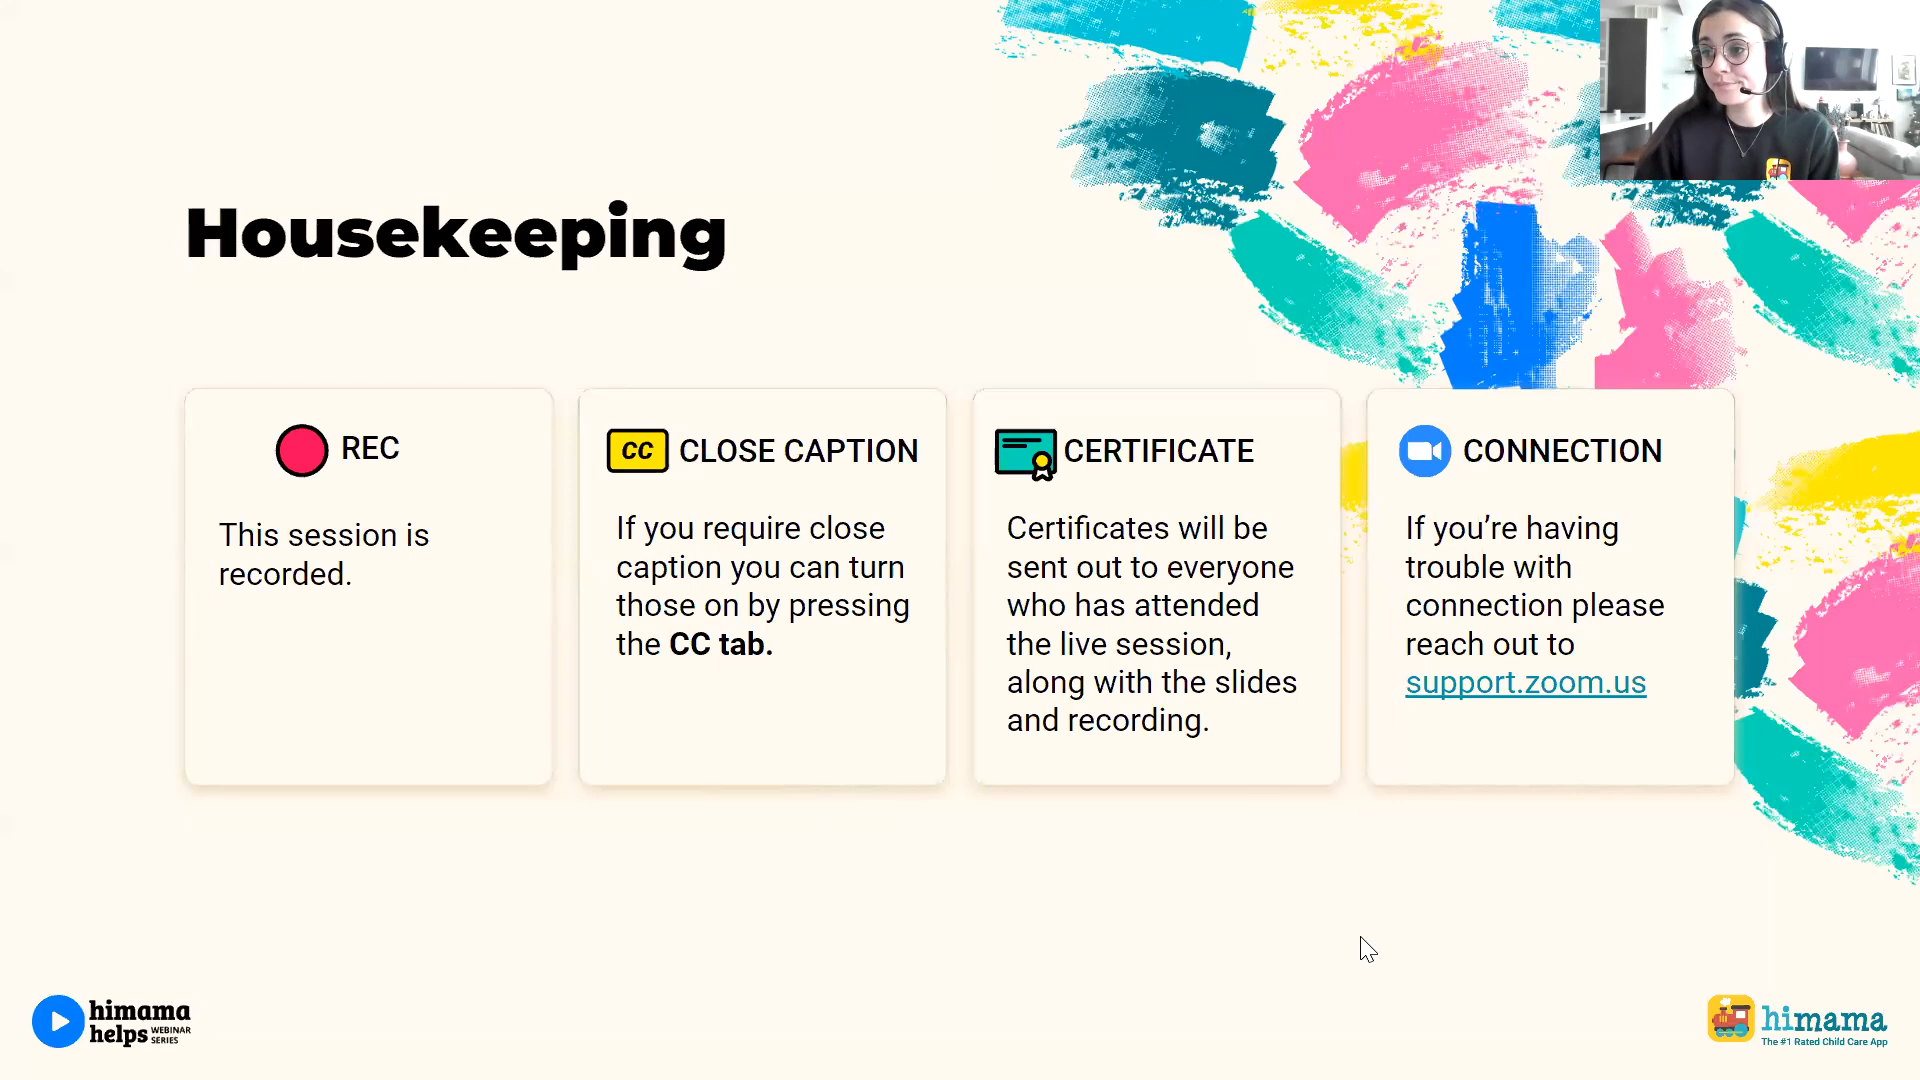 Housekeeping
REC
This session is
recorded.
CC CLOSE CAPTION
If you require close
caption you can turn
those on by pressing
the CC tab.
CERTIFICATE
Certificates will be
sent out to everyone
who has attended
the live session,
along with the slides
and recording.
CONNECTION
If you’re having
trouble with
connection please
reach out to
support.zoom.us
himama
helps WEBINAR
SERIES
himama
The #1 Rated Child Care App